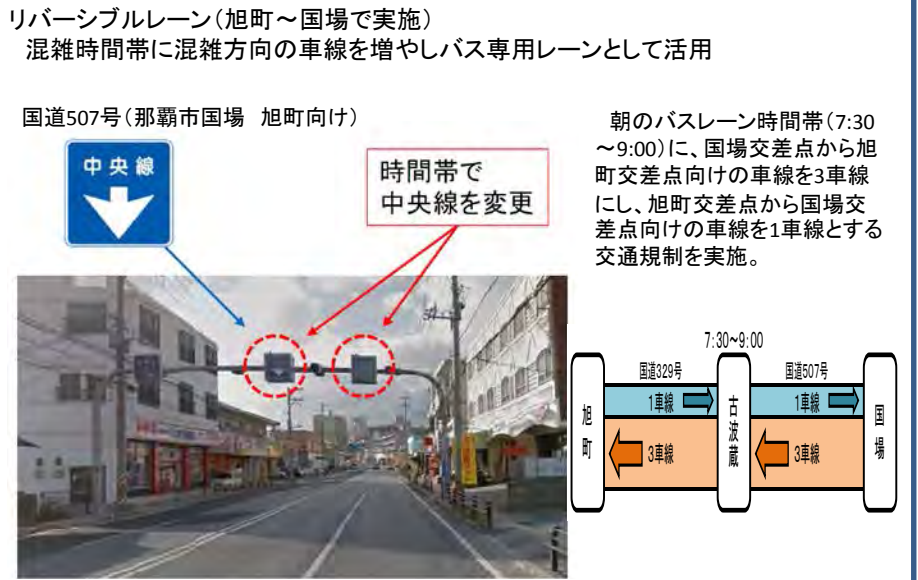 リバーシブルレーン（旭町～国場で実施）
混雑時間帯に混雑方向の車線を増やしバス専用レーンとして活用
国道507号（那覇市国場　旭町向け）
中央線
時間帯で
中央線を変更
朝のバスレーン時間帯（7:30
～9:00）に、国場交差点から旭
町交差点向けの車線を3車線
にし、旭町交差点から国場交
差点向けの車線を1車線とする
交通規制を実施。
7:30~9:00
国道329号
国道507号
1車線
1車線
旭町
古波蔵
国場
3車線
3車線